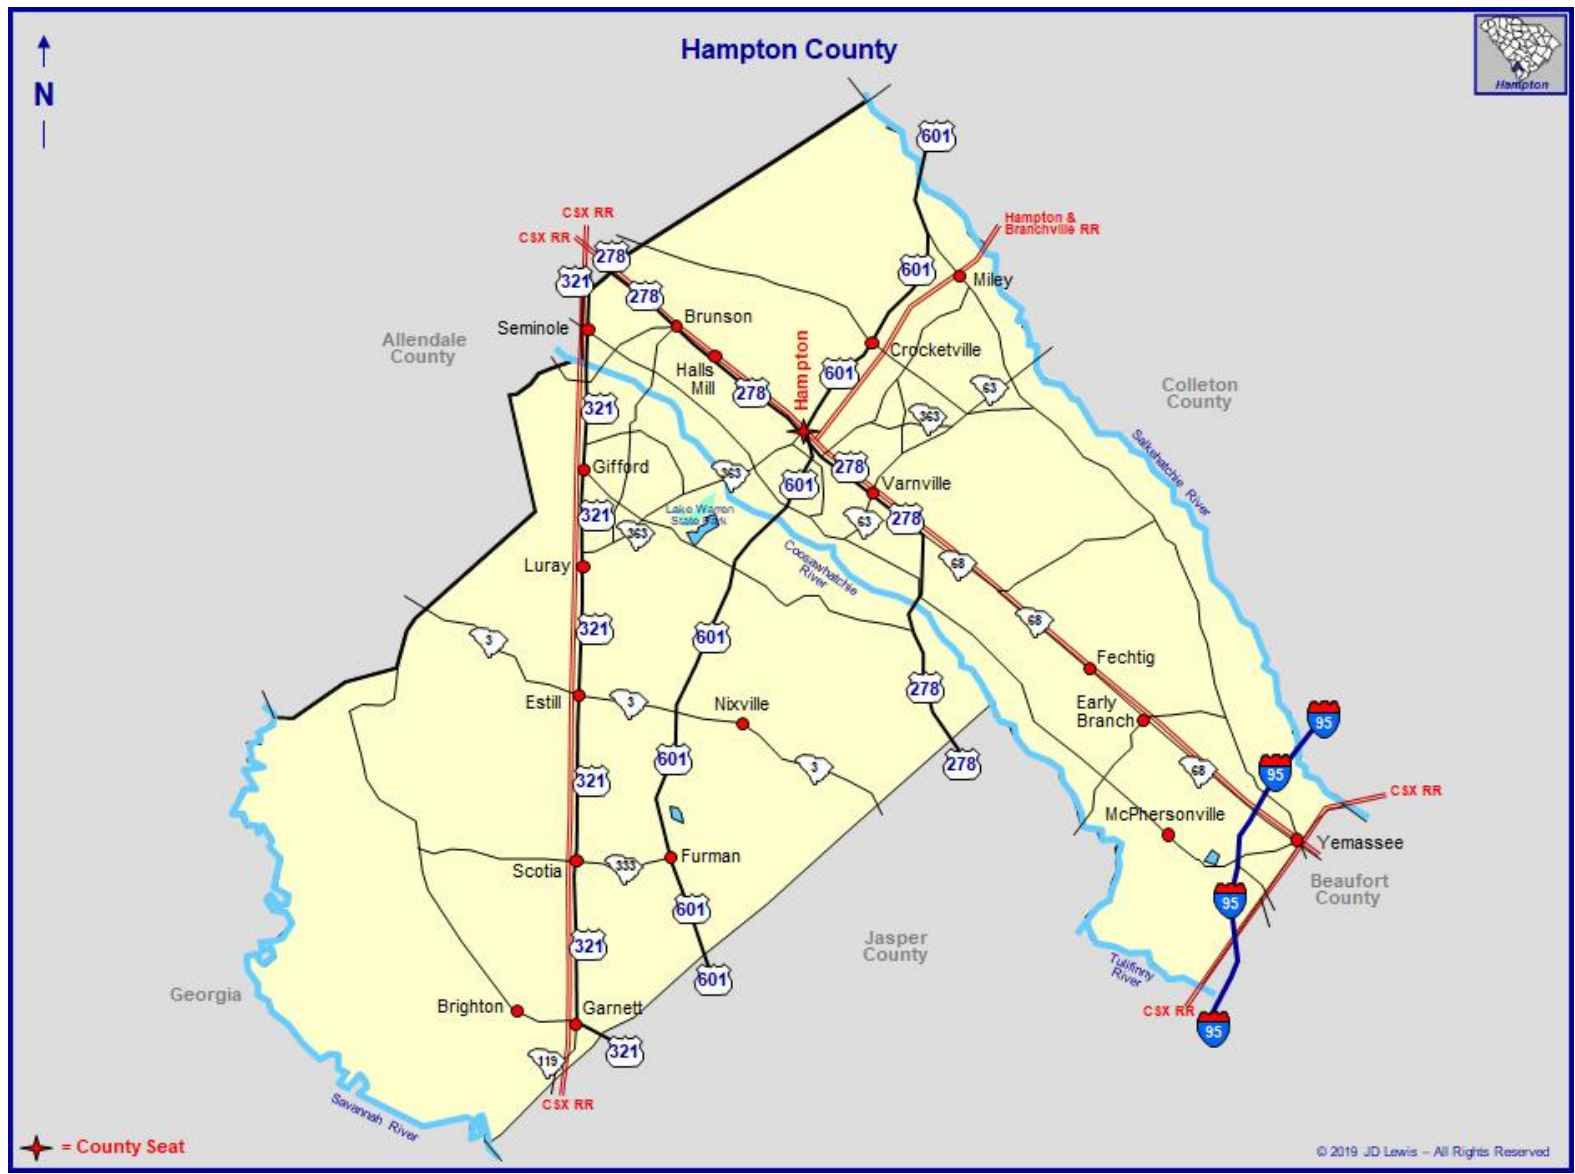 Hampton County
N
Hampton
601
CSX RR
CSX RR
Hampton &
Branchville RR
278
321
601
Miley
278
Seminole
Brunson
Allendale
County
Halls
Mill
Hampton
Crocketville
601
278
63
Colleton
County
321
363
Salkehatchie River
Gifford
363
278
601
Varnville
321
Lake Warren
State Park
363
63
278
Luray
Coosawhatchie
River
68
321
3
601
68
Fechtig
Estill
3
Nixville
278
Early
Branch
95
601
3
278
68
95
321
CSX RR
McPhersonville
Yemassee
Scotia
333
Furman
Beaufort
County
95
601
321
Jasper
County
Tulifinny
River
601
Georgia
Brighton
Garnett
CSX RR
95
321
119
CSX RR
Savannah River
= County Seat
© 2019 JD Lewis – All Rights Reserved